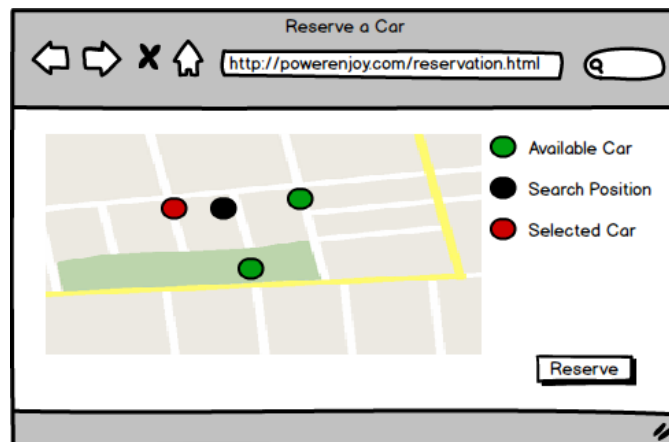 Reserve a Car
http://powerenjoy.com/reservation.html
Available Car
Search Position
Selected Car
Reserve